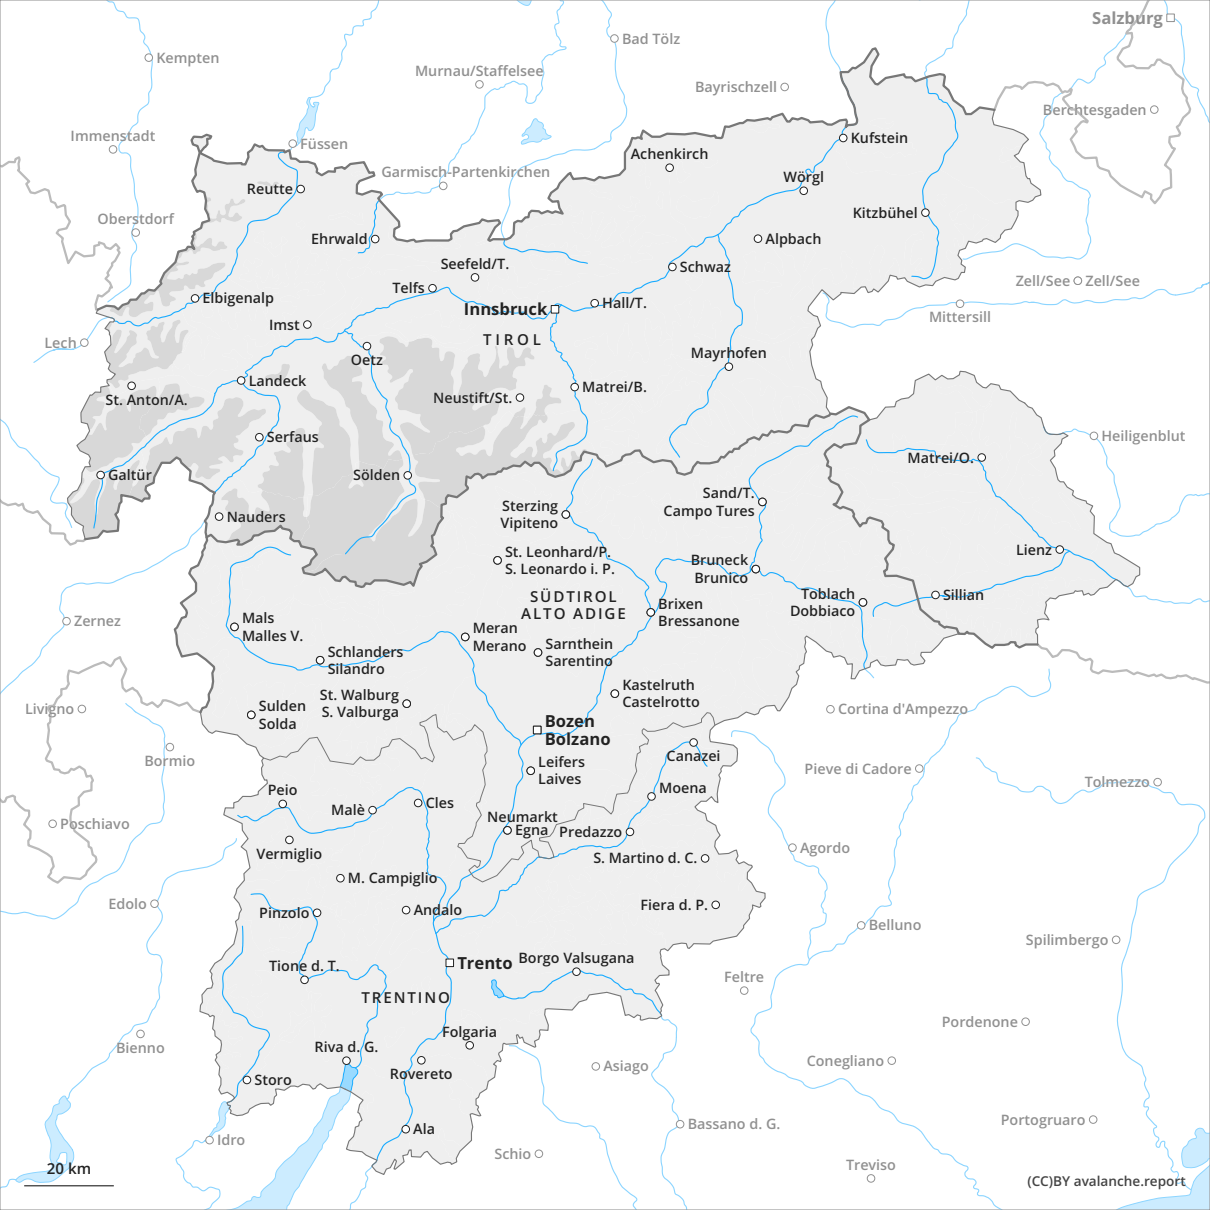 Salzburg
Bad Tölz
Kempten
Murnau/Staffelsee
Bayrischzell
Berchtesgaden
Immenstadt
Füssen
Kufstein
Achenkirch
Garmisch-Partenkirchen
Wörgl
Reutte
Oberstdorf
Kitzbühel
Ehrwald
Alpbach
Seefeld/T.
Schwaz
Zell/See
Zell/See
Telfs
Elbigenalp
Hall/T.
Innsbruck
Mittersill
Imst
TIROL
Lech
Mayrhofen
Oetz
Landeck
Matrei/B.
St. Anton/A.
Neustift/St.
Serfaus
Heiligenblut
Matrei/O.
Galtür
Sölden
Sand/T.
Campo Tures
Sterzing
Vipiteno
Nauders
Lienz
St. Leonhard/P.
S. Leonardo i. P.
Bruneck
Brunico
SÜDTIROL
ALTO ADIGE
Toblach
Dobbiaco
Sillian
Brixen
Bressanone
Zernez
Mals
Malles V.
Meran
Merano
Sarnthein
Sarentino
Schlanders
Silandro
Kastelruth
Castelrotto
St. Walburg
S. Valburga
Livigno
Sulden
Solda
Cortina d'Ampezzo
Bozen
Bolzano
Bormio
Canazei
Leifers
Laives
Pieve di Cadore
Tolmezzo
Peio
Moena
Malè
Cles
Poschiavo
Neumarkt
Egna
Predazzo
Vermiglio
Agordo
S. Martino d. C.
M. Campiglio
Edolo
Pinzolo
Andalo
Fiera d. P.
Belluno
Spilimbergo
Trento
Borgo Valsugana
Tione d. T.
Feltre
TRENTINO
Pordenone
Folgaria
Bienno
Riva d. G.
Conegliano
Asiago
Rovereto
Storo
Portogruaro
Bassano d. G.
Ala
Idro
Schio
Treviso
20 km
(CC)BY avalanche.report